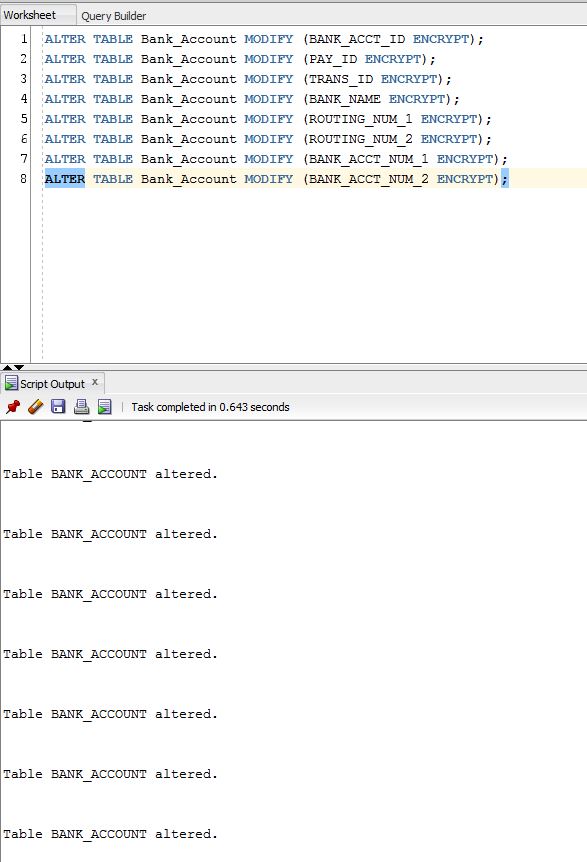 Worksheet Query Builder
1 ALTER TABLE Bank_Account MODIFY (BANK_ACCT_ID ENCRYPT);
2 ALTER TABLE Bank_Account MODIFY (PAY_ID ENCRYPT);
3 ALTER TABLE Bank_Account MODIFY (TRANS_ID ENCRYPT);
4 ALTER TABLE Bank_Account MODIFY (BANK_NAME ENCRYPT);
5 ALTER TABLE Bank_Account MODIFY (ROUTING_NUM_1 ENCRYPT);
6 ALTER TABLE Bank_Account MODIFY (ROUTING_NUM_2 ENCRYPT);
7 ALTER TABLE Bank_Account MODIFY (BANK_ACCT_NUM_1 ENCRYPT);
8 ALTER TABLE Bank_Account MODIFY (BANK_ACCT_NUM_2 ENCRYPT);
Script Output x
Task completed in 0.643 seconds
Table BANK_ACCOUNT altered.
Table BANK_ACCOUNT altered.
Table BANK_ACCOUNT altered.
Table BANK_ACCOUNT altered.
Table BANK_ACCOUNT altered.
Table BANK_ACCOUNT altered.
Table BANK_ACCOUNT altered.